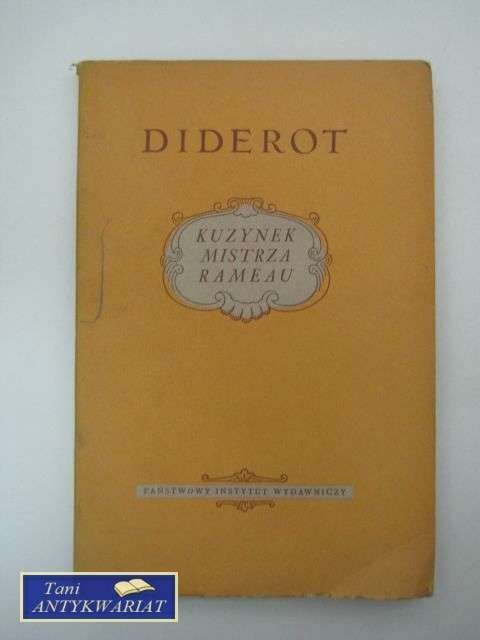 DIDEROT
KUZYNEK
MISTRZA
RAMEAU
PAŃSTWOWY INSTYTUT WYDAWNICZY
Tani
ANTYKWARIAT